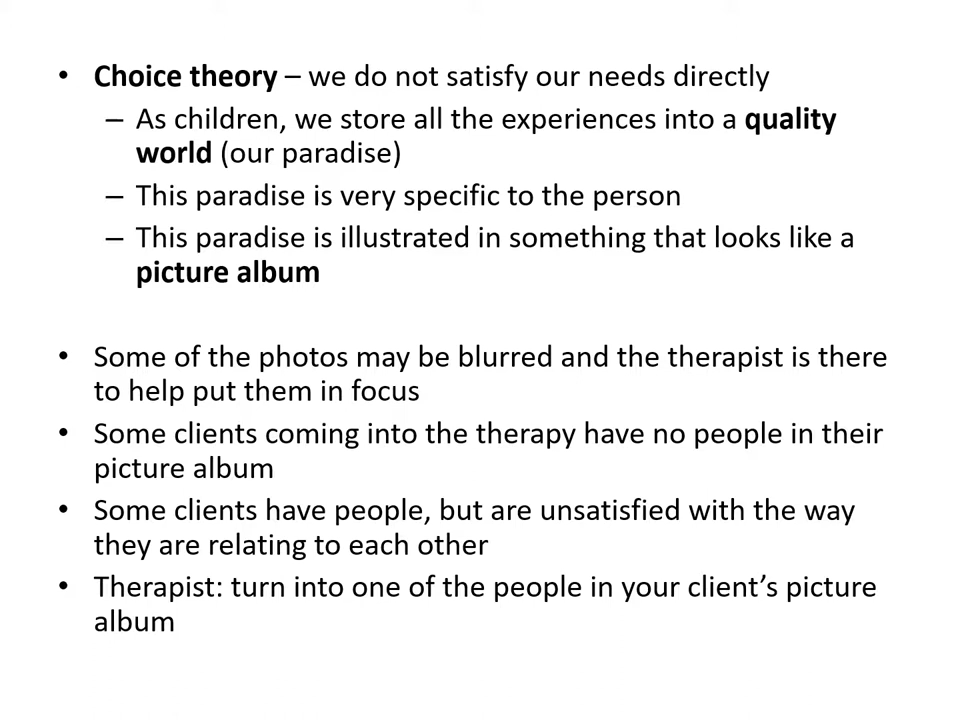 • Choice theory – we do not satisfy our needs directly
– As children, we store all the experiences into a quality
world (our paradise)
– This paradise is very specific to the person
– This paradise is illustrated in something that looks like a
picture album
• Some of the photos may be blurred and the therapist is there
to help put them in focus
• Some clients coming into the therapy have no people in their
picture album
• Some clients have people, but are unsatisfied with the way
they are relating to each other
• Therapist: turn into one of the people in your client’s picture
album